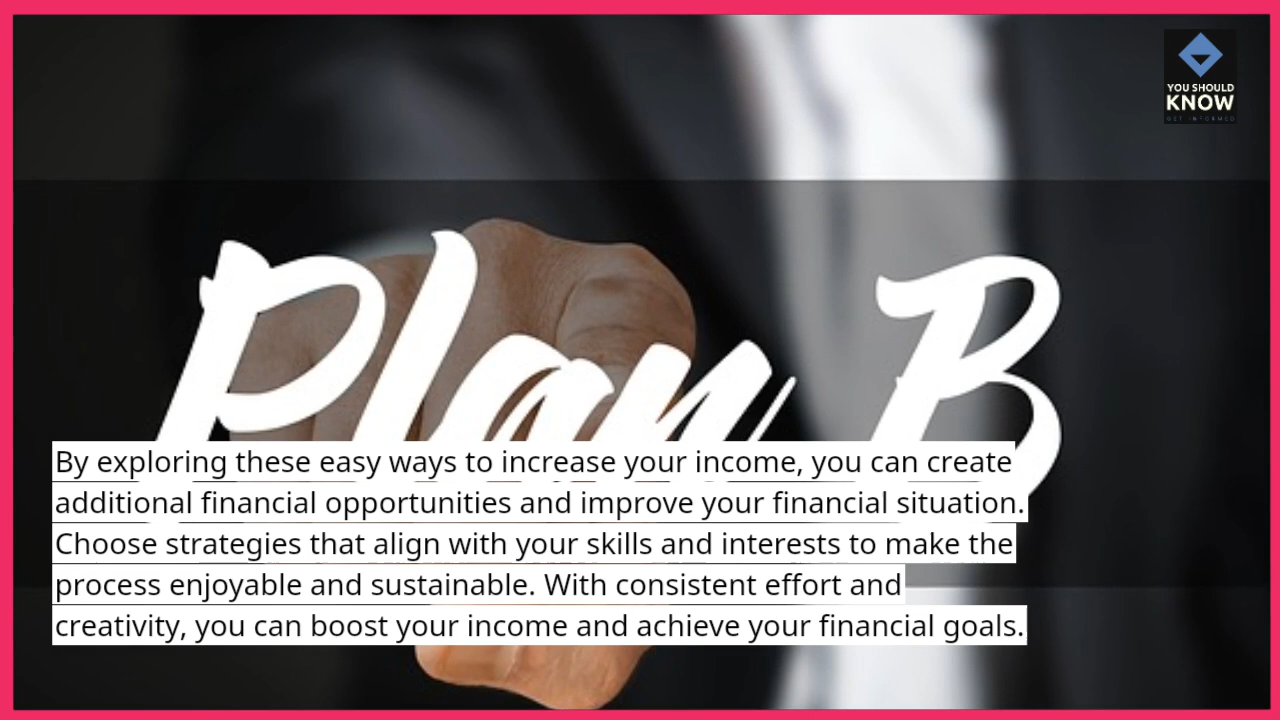 YOU SHOULD
KNOW
GET INFORMED
Plan B
By exploring these easy ways to increase your income, you can create
additional financial opportunities and improve your financial situation.
Choose strategies that align with your skills and interests to make the
process enjoyable and sustainable. With consistent effort and
creativity, you can boost your income and achieve your financial goals.